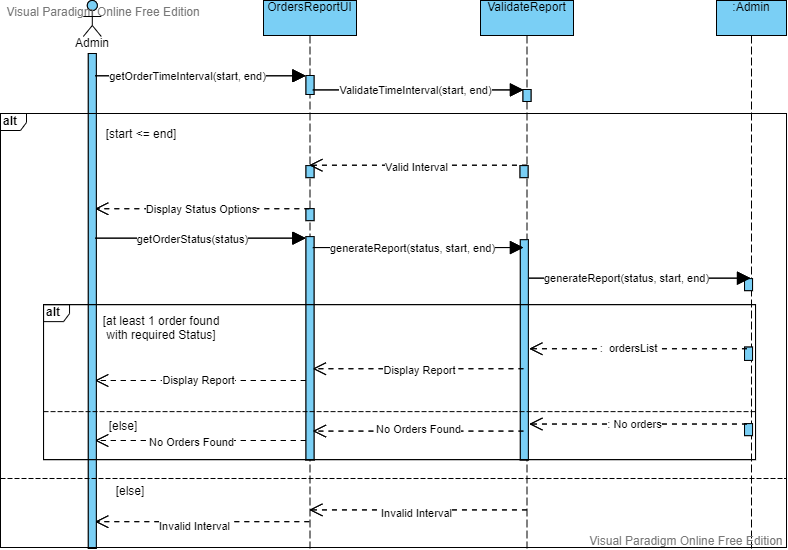 Visual Paradigm Online Free Edition
OrdersReportUI
ValidateReport
:Admin
Admin
getOrderTimeInterval(start, end)
ValidateTimeInterval(start, end)
alt
[start <= end]
Valid Interval
Display Status Options
getOrderStatus(status)
generateReport(status, start, end)
generateReport(status, start, end)
alt
[at least 1 order found
with required Status]
: ordersList
Display Report
Display Report
[else]
: No orders
No Orders Found
No Orders Found
[else]
Invalid Interval
Invalid Interval
Visual Paradigm Online Free Edition